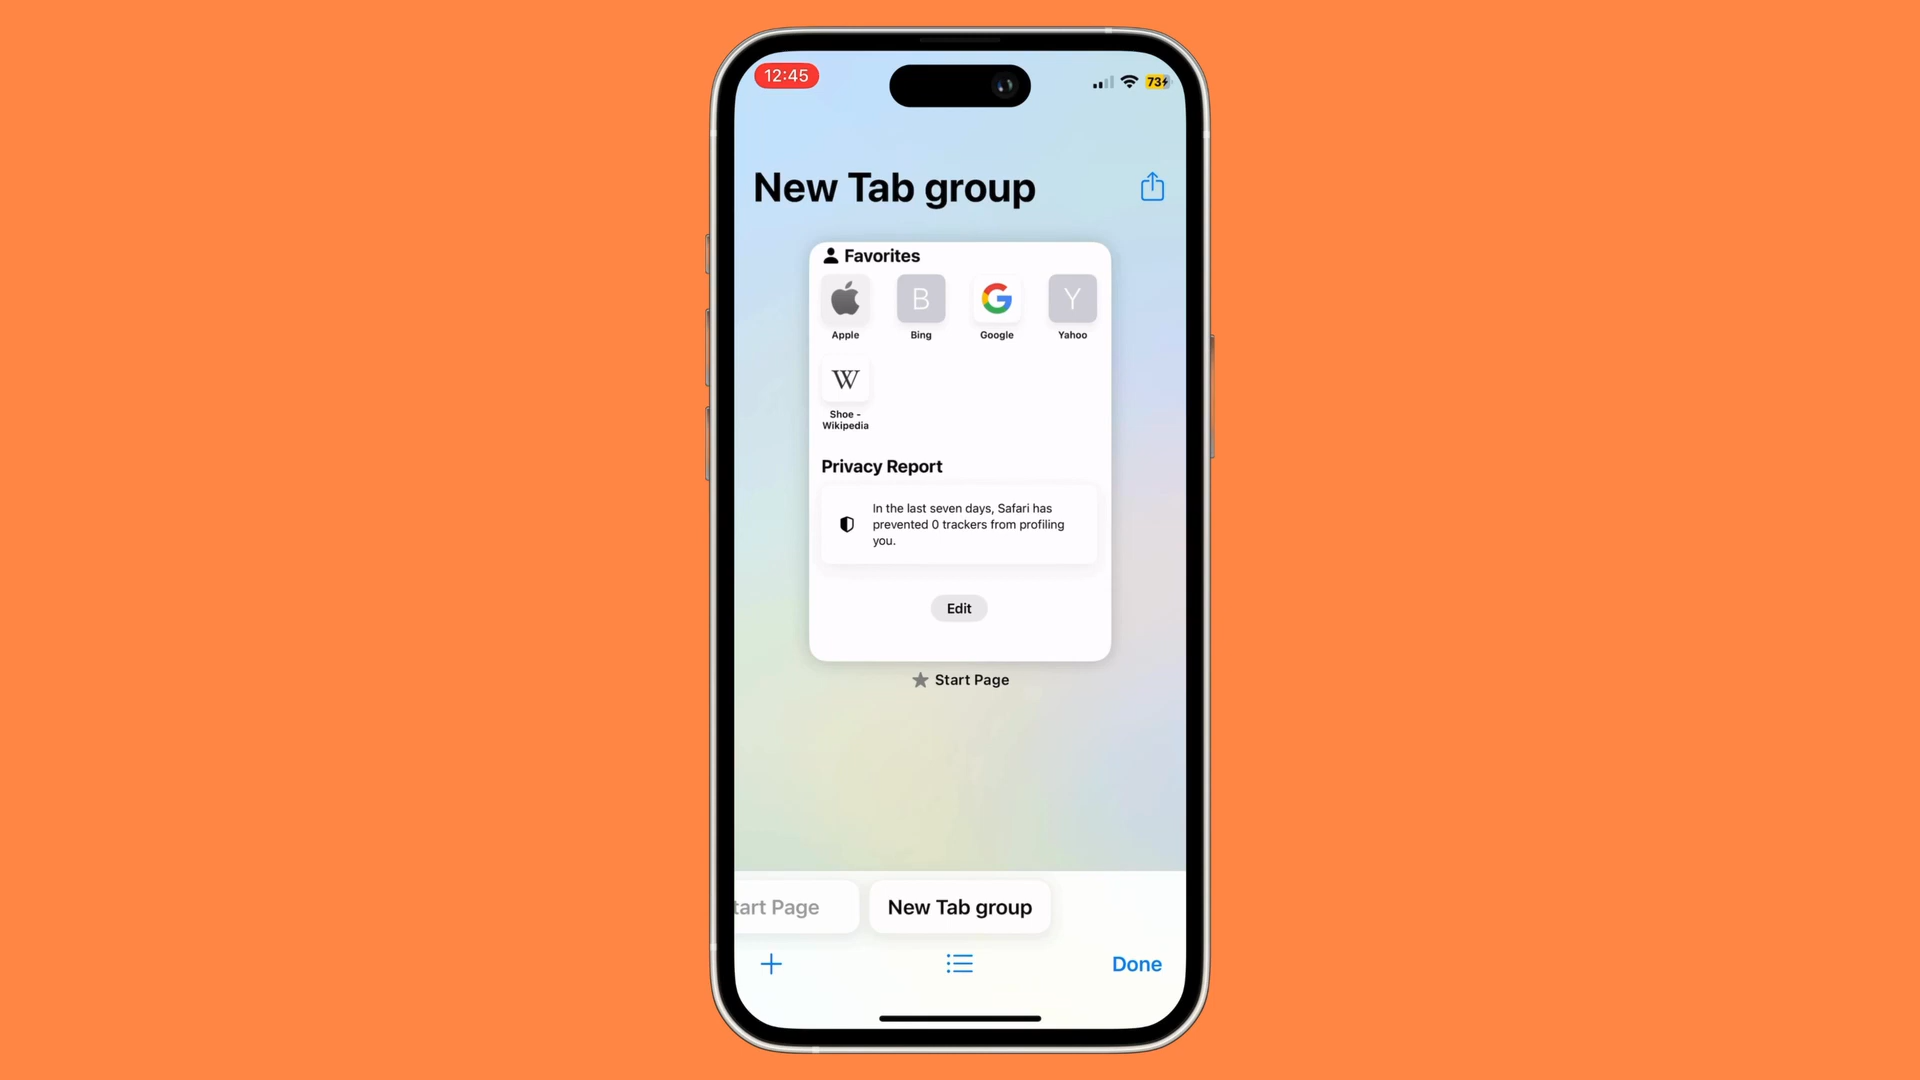 12:45
73
New Tab group
Favorites
B
Y
Apple
Bing
Google
Yahoo
W
Shoe -
Wikipedia
Privacy Report
In the last seven days, Safari has
prevented 0 trackers from profiling
you.
Edit
Start Page
tart Page
New Tab group
Done